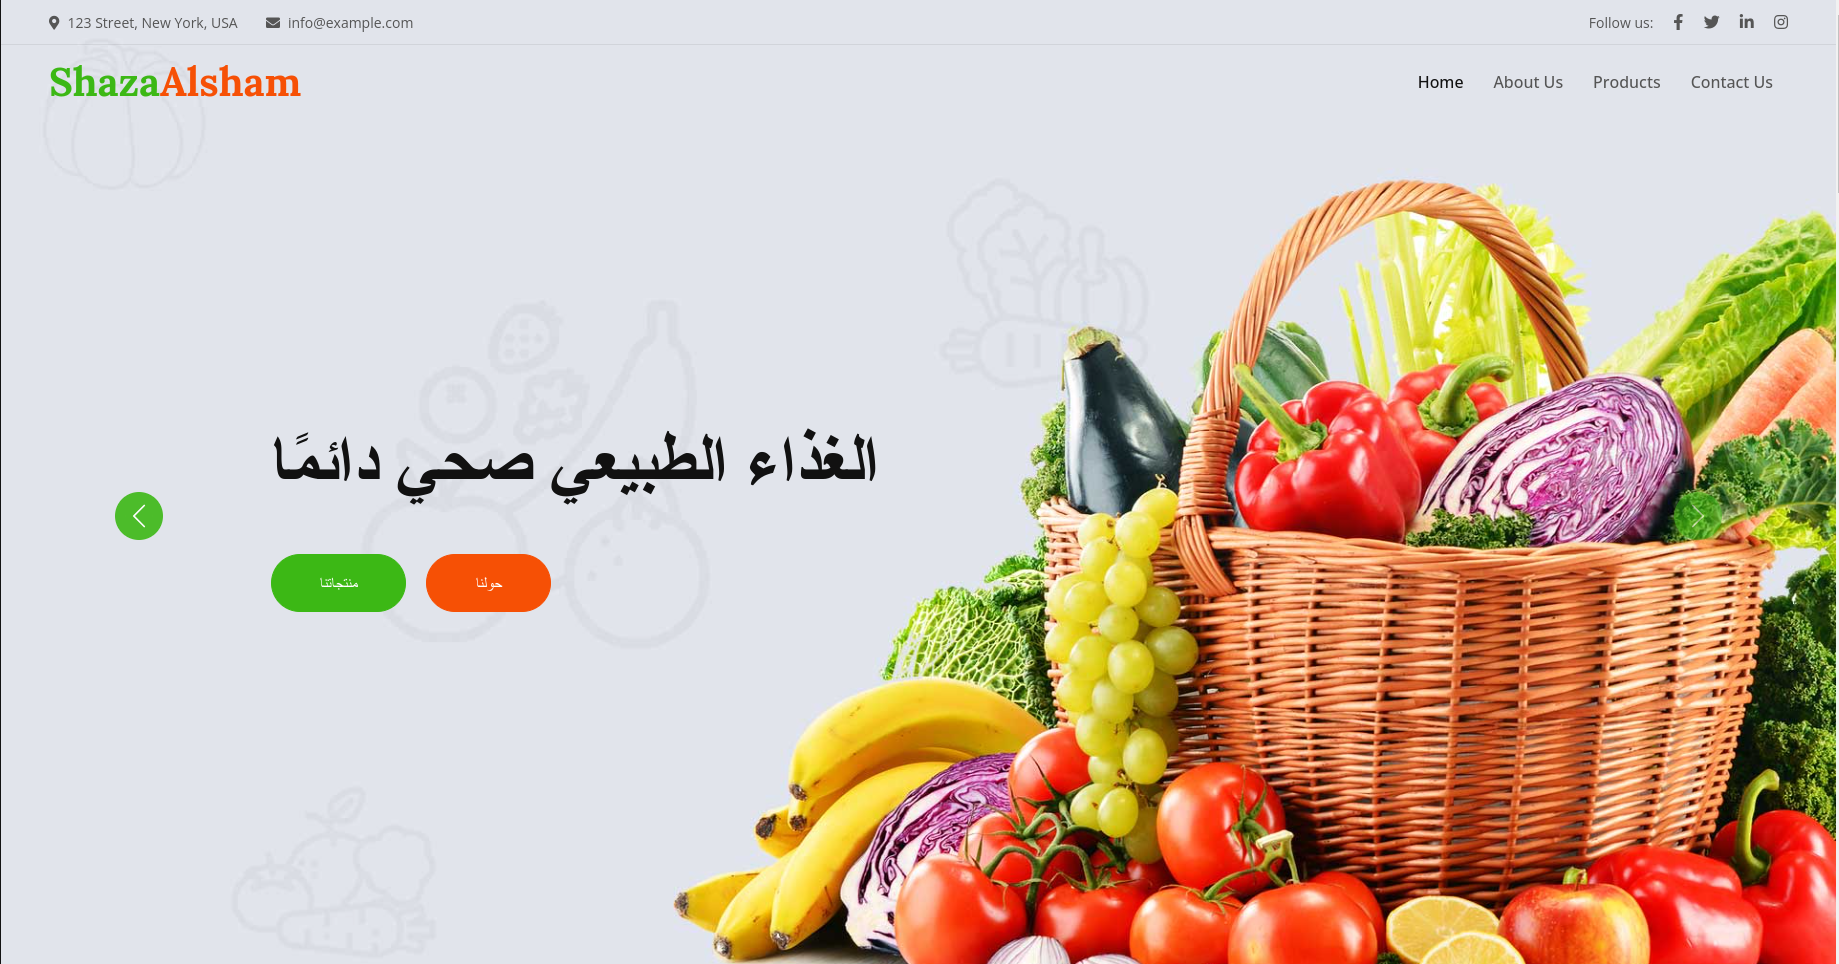 123 Street, New York, USA
info@example.com
Follow us:
ShazaAlsham
Home
About Us
Products
Contact Us
الغذاء الطبيعي صحي دائمًا
منتجاتنا
حولنا